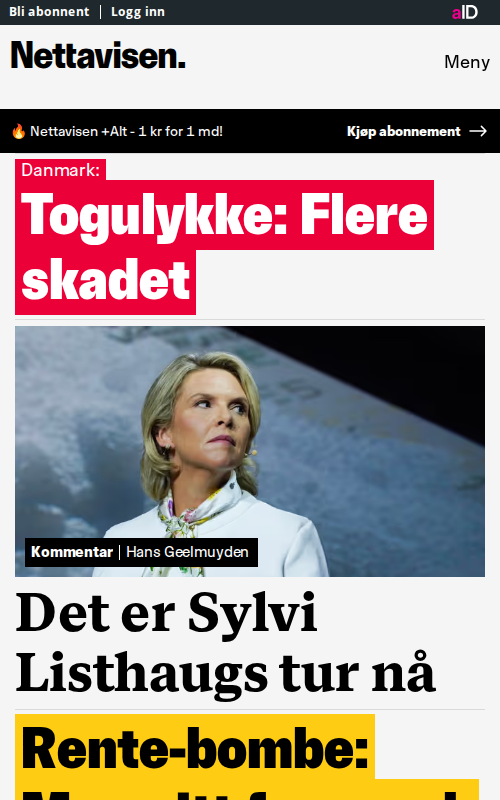 Bli abonnent | Logg inn
aID
Nettavisen.
Meny
🔥 Nettavisen +Alt - 1 kr for 1 md!
Kjøp abonnement →
Danmark:
Togulykke: Flere
skadet
Kommentar | Hans Geelmuyden
Det er Sylvi
Listhaugs tur nå
Rente-bombe: